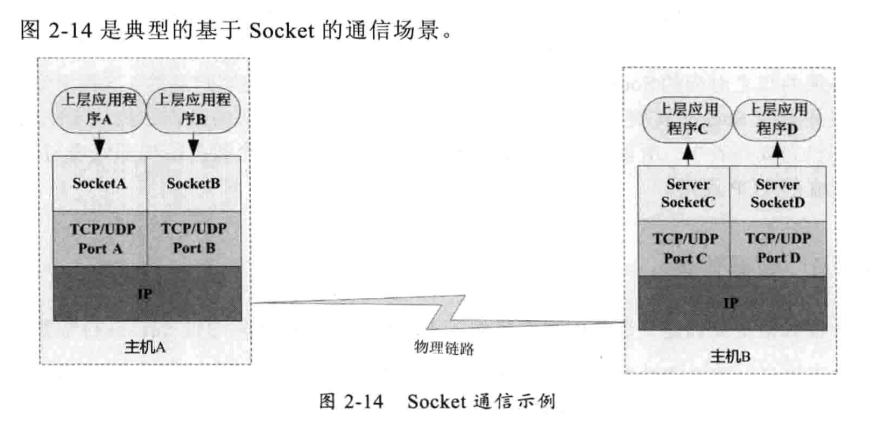 图 2-14 是典型的基于 Socket 的通信场景。
上层应用程
序A
上层应用程
序B
SocketA
SocketB
TCP/UDP
Port A
TCP/UDP
Port B
IP
主机A
物理链路
上层应用
程序C
上层应用
程序D
Server
SocketC
Server
SocketD
TCP/UDP
Port C
TCP/UDP
Port D
IP
主机B
图 2-14 Socket 通信示例